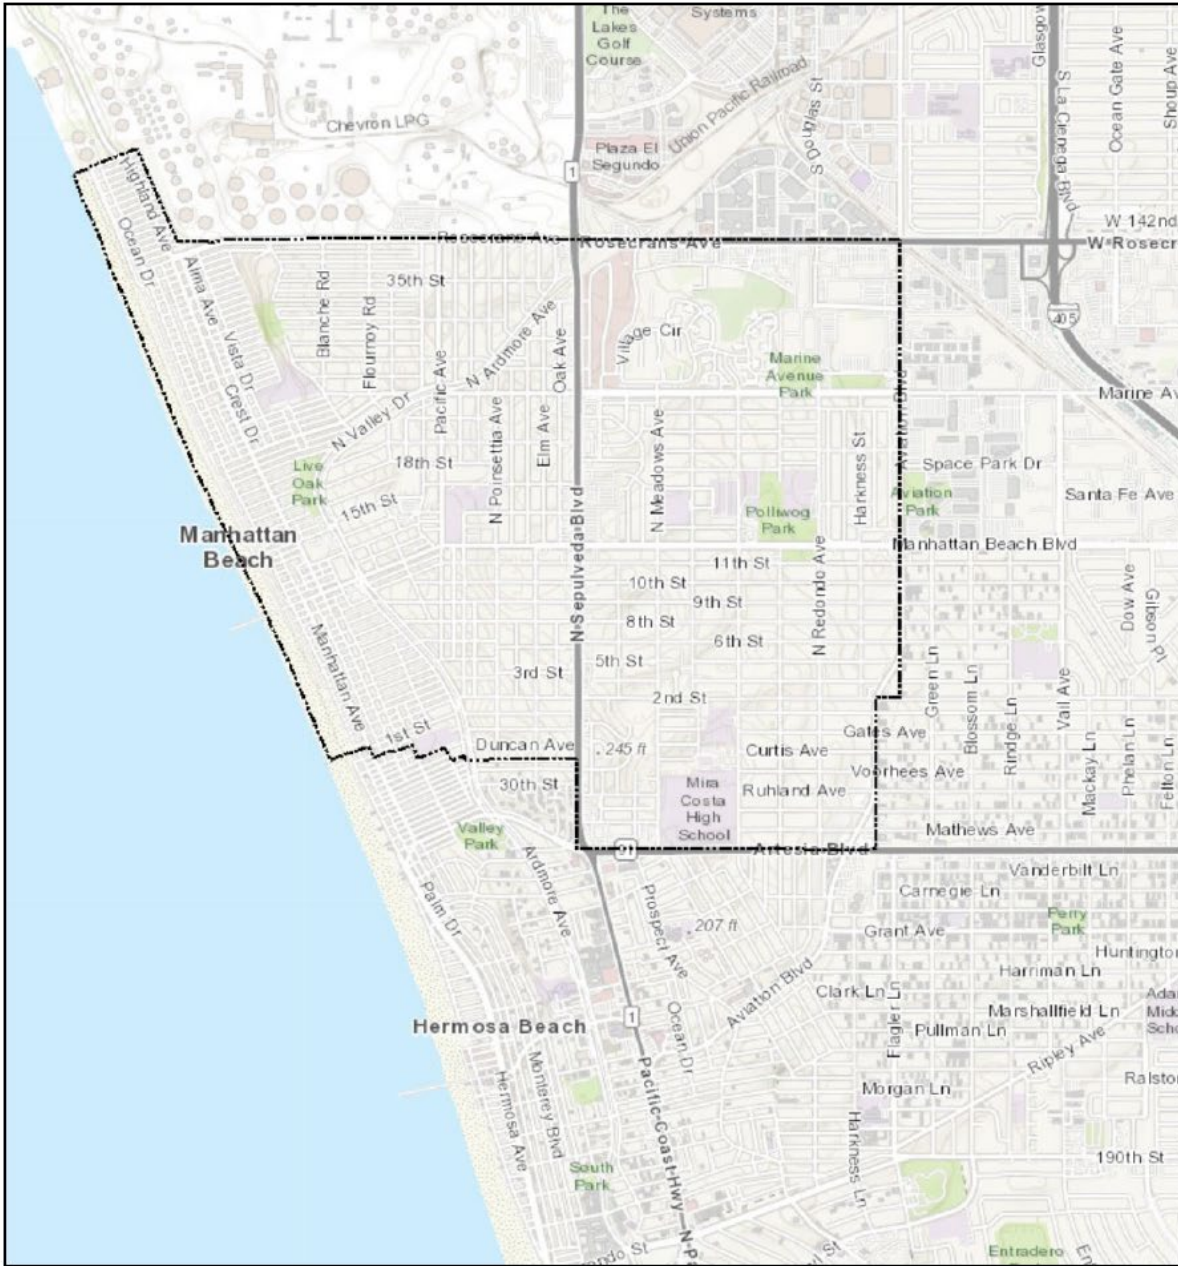 The
Lakes
Golf
Course
Systems
Glasgow
Ocean Gate Ave
Shoup Ave
S La Cienega Blvd
Union Pacific Railroad
S Douglas St
Chevron LPG
Plaza El
Segundo
1
Highland Ave
Ocean Dr
Rosecrans Ave
Rosecrans Ave
W 142nd
W Rosecr
Alma Ave
35th St
Blanche Rd
Flournoy Rd
Pacific Ave
N Ardmore Ave
Oak Ave
Village Cir
405
Vista Dr
Crest Dr
N Valley Dr
Marine
Avenue
Park
Marine Av
Aviation Blvd
N Poinsettia Ave
Elm Ave
N Meadows Ave
Harkness St
18th St
Live
Oak
Park
15th St
Space Park Dr
Aviation
Park
Santa Fe Ave
N Sepulveda Blvd
Polliwog
Park
Manhattan
Beach
Manhattan Beach Blvd
11th St
10th St
9th St
8th St
6th St
5th St
3rd St
2nd St
N Redondo Ave
Dow Ave
Gibson Pl
Manhattan Ave
1st St
Duncan Ave
245 ft
Green Ln
Blossom Ln
Rindge Ln
Vail Ave
Mackay Ln
Phelan Ln
Felton Ln
Gates Ave
Curtis Ave
Voorhees Ave
Ruhland Ave
30th St
Mira
Costa
High
School
Mathews Ave
Valley
Park
91
Artesia Blvd
Vanderbilt Ln
Carnegie Ln
Palm Dr
Ardmore Ave
Prospect Ave
207 ft
Grant Ave
Perry
Park
Huntington
Harriman Ln
Aviation Blvd
Clark Ln
Flagler Ln
Marshallfield Ln
Pullman Ln
Ada
Midd
Scho
Hermosa Beach
1
Ocean Dr
Ripley Ave
Ralston
Hermosa Ave
Monterey Blvd
Pacific Coast Hwy
N Pa
Morgan Ln
Harkness Ln
190th St
South
Park
Entradero